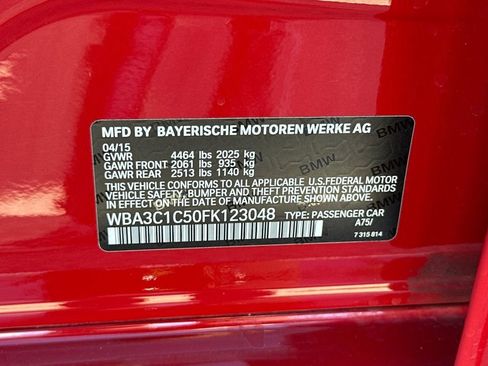 MFD BY BAYERISCHE MOTOREN WERKE AG
04/15
GVWR 4464 lbs 2025 kg
GAWR FRONT 2061 lbs 935 kg
GAWR REAR 2513 lbs 1140 kg
THIS VEHICLE CONFORMS TO ALL APPLICABLE U.S.FEDERAL MOTOR
VEHICLE SAFETY, BUMPER, AND THEFT PREVENTION STANDARDS
IN EFFECT ON THE DATE OF MANUFACTURE SHOWN ABOVE.
WBA3C1C50FK123048 TYPE: PASSENGER CAR
A75/
7 315 814